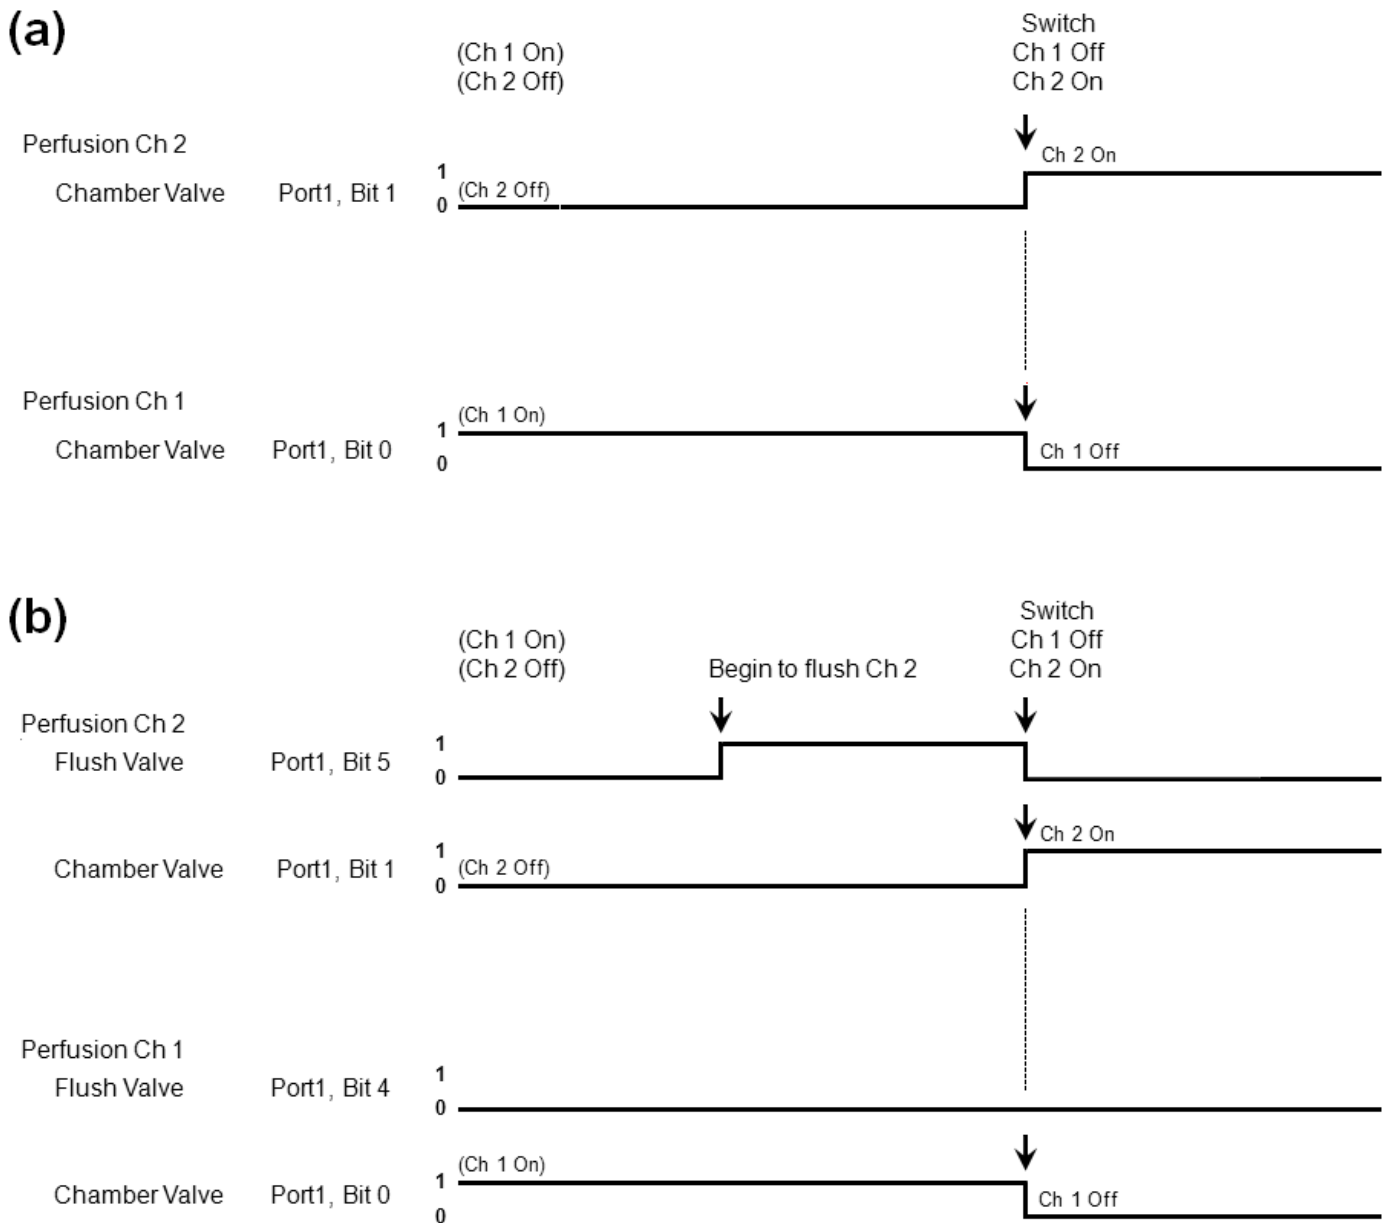 (a)
Switch
(Ch 1 On) Ch 1 Off
(Ch 2 Off) Ch 2 On
Perfusion Ch 2
Ch 2 On
1
Chamber Valve Port1, Bit 1 (Ch 2 Off)
0
Perfusion Ch 1
(Ch 1 On)
1
Chamber Valve Port1, Bit 0 Ch 1 Off
0
(b)
Switch
(Ch 1 On) Ch 1 Off
(Ch 2 Off) Begin to flush Ch 2 Ch 2 On
Perfusion Ch 2
1
Flush Valve Port1, Bit 5
0
Ch 2 On
1
Chamber Valve Port1, Bit 1 (Ch 2 Off)
0
Perfusion Ch 1
1
Flush Valve Port1, Bit 4
0
(Ch 1 On)
1
Chamber Valve Port1, Bit 0 Ch 1 Off
0